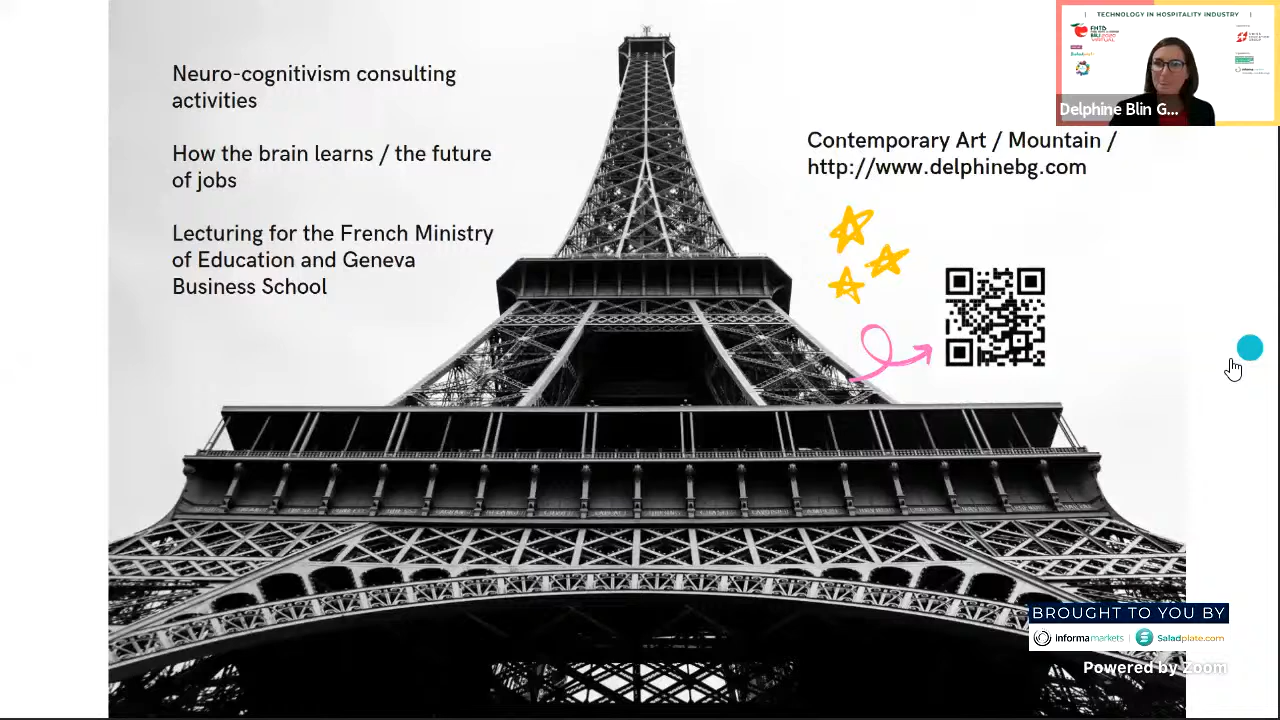 Neuro-cognitivism consulting
activities
How the brain learns / the future
of jobs
Lecturing for the French Ministry
of Education and Geneva
Business School
| TECHNOLOGY IN HOSPITALITY INDUSTRY |
Delphine Blin G...
Contemporary Art / Mountain /
http://www.delphinebg.com
BROUGHT TO YOU BY
informamarkets | Saladplate.com
Powered by Zoom